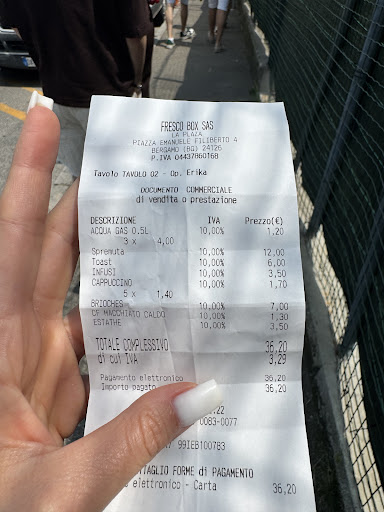 FRESCO BOX SAS
LA PLAZA
PIAZZA EMANUELE FILIBERTO A
BERGAMO (BG) 24126
P.IVA 04437860168
Tavolo TAVOLO 02 - Op. Erika
DOCUMENTO COMMERCIALE
di vendita o prestazione
DESCRIZIONE IVA Prezzo(€)
ACQUA GAS 0.5L 10,00% 1,20
3 x 4,00
Spremuta 10,00% 12,00
Toast 10,00% 6,00
INFUSI 10,00% 3,50
CAPPUCCINO 10,00% 1,70
5 x 1,40
BRIOCHES 10,00% 7,00
CF MACCHIATO CALDO 10,00% 1,30
ESTATHE 10,00% 3,50
TOTALE COMPLESSIVO 36,20
di cui IVA 3,29
Pagamento elettronico 36,20
Importo pagato 36,20
:22
0083-0077
99IEB100783
TAGLIO FORME di PAGAMENTO
elettronico - Carta 36,20